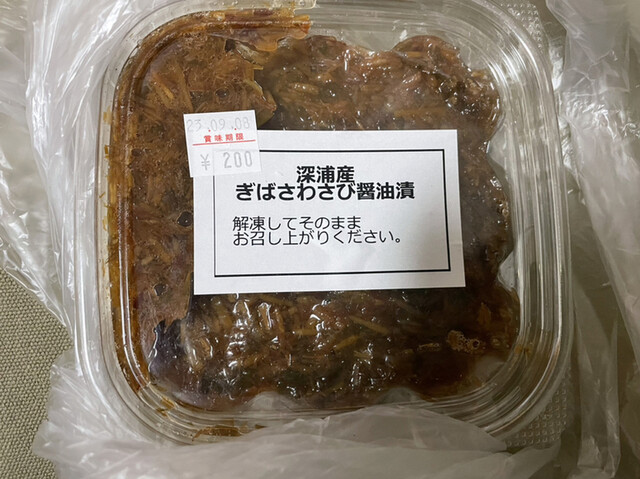 23.09.08
賞味期限
¥ 200
深浦産
ぎばさわさび醤油漬
解凍してそのまま
お召し上がりください。